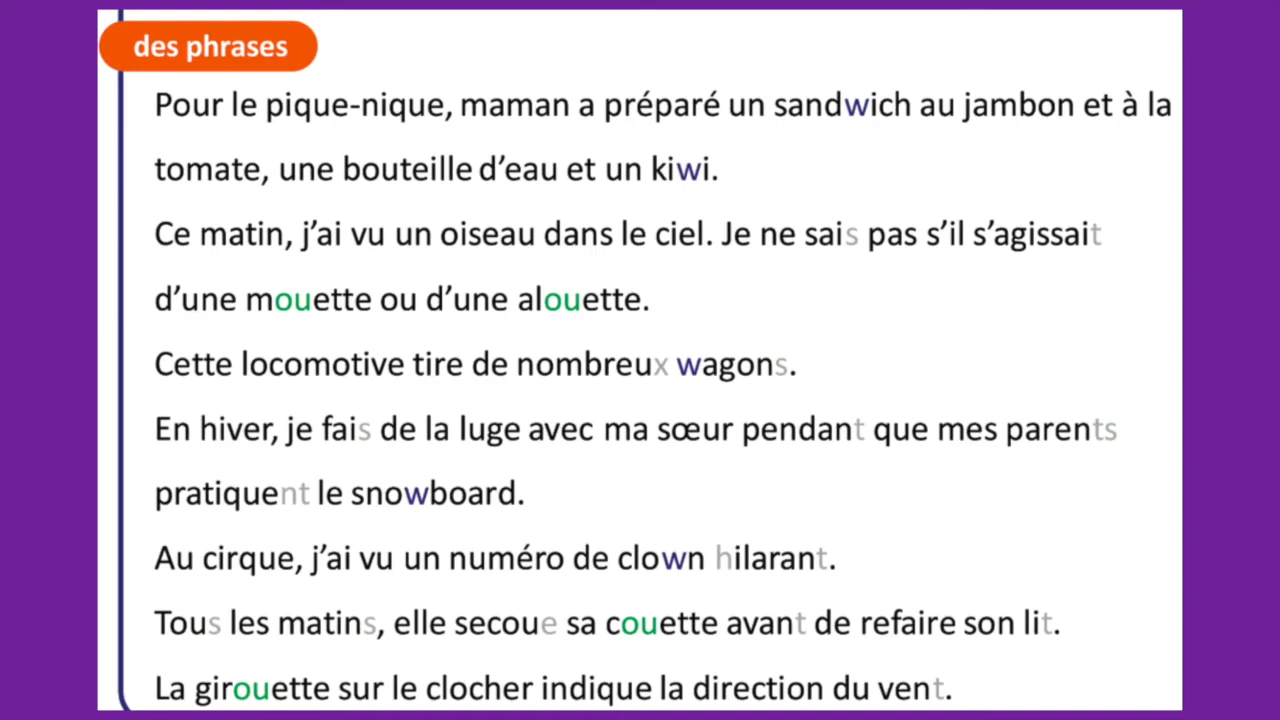 des phrases
Pour le pique-nique, maman a préparé un sandwich au jambon et à la
tomate, une bouteille d’eau et un kiwi.
Ce matin, j’ai vu un oiseau dans le ciel. Je ne sais pas s’il s’agissait
d’une mouette ou d’une alouette.
Cette locomotive tire de nombreux wagons.
En hiver, je fais de la luge avec ma sœur pendant que mes parents
pratiquent le snowboard.
Au cirque, j’ai vu un numéro de clown hilarant.
Tous les matins, elle secoue sa couette avant de refaire son lit.
La girouette sur le clocher indique la direction du vent.